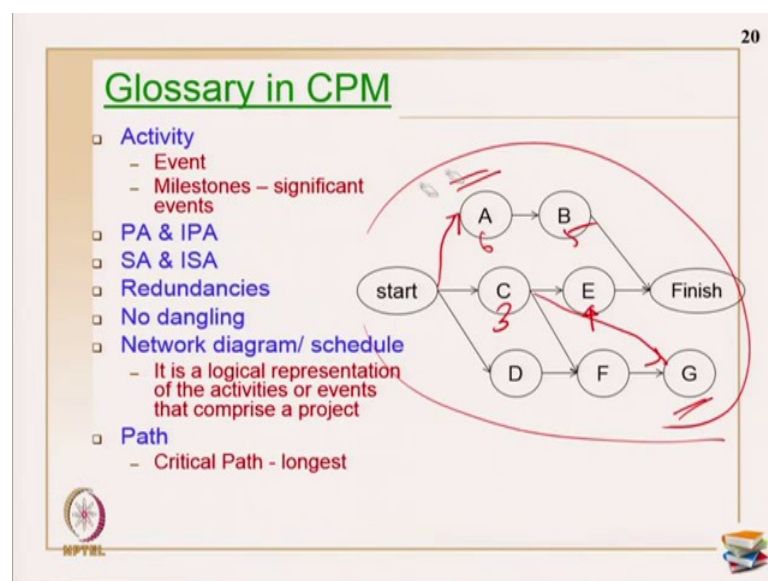 20
Glossary in CPM
Activity
– Event
– Milestones – significant
events
PA & IPA
SA & ISA
Redundancies
No dangling
Network diagram/ schedule
– It is a logical representation
of the activities or events
that comprise a project
Path
– Critical Path - longest
A B
6 5
start C E Finish
3 4
D F G
NPTEL